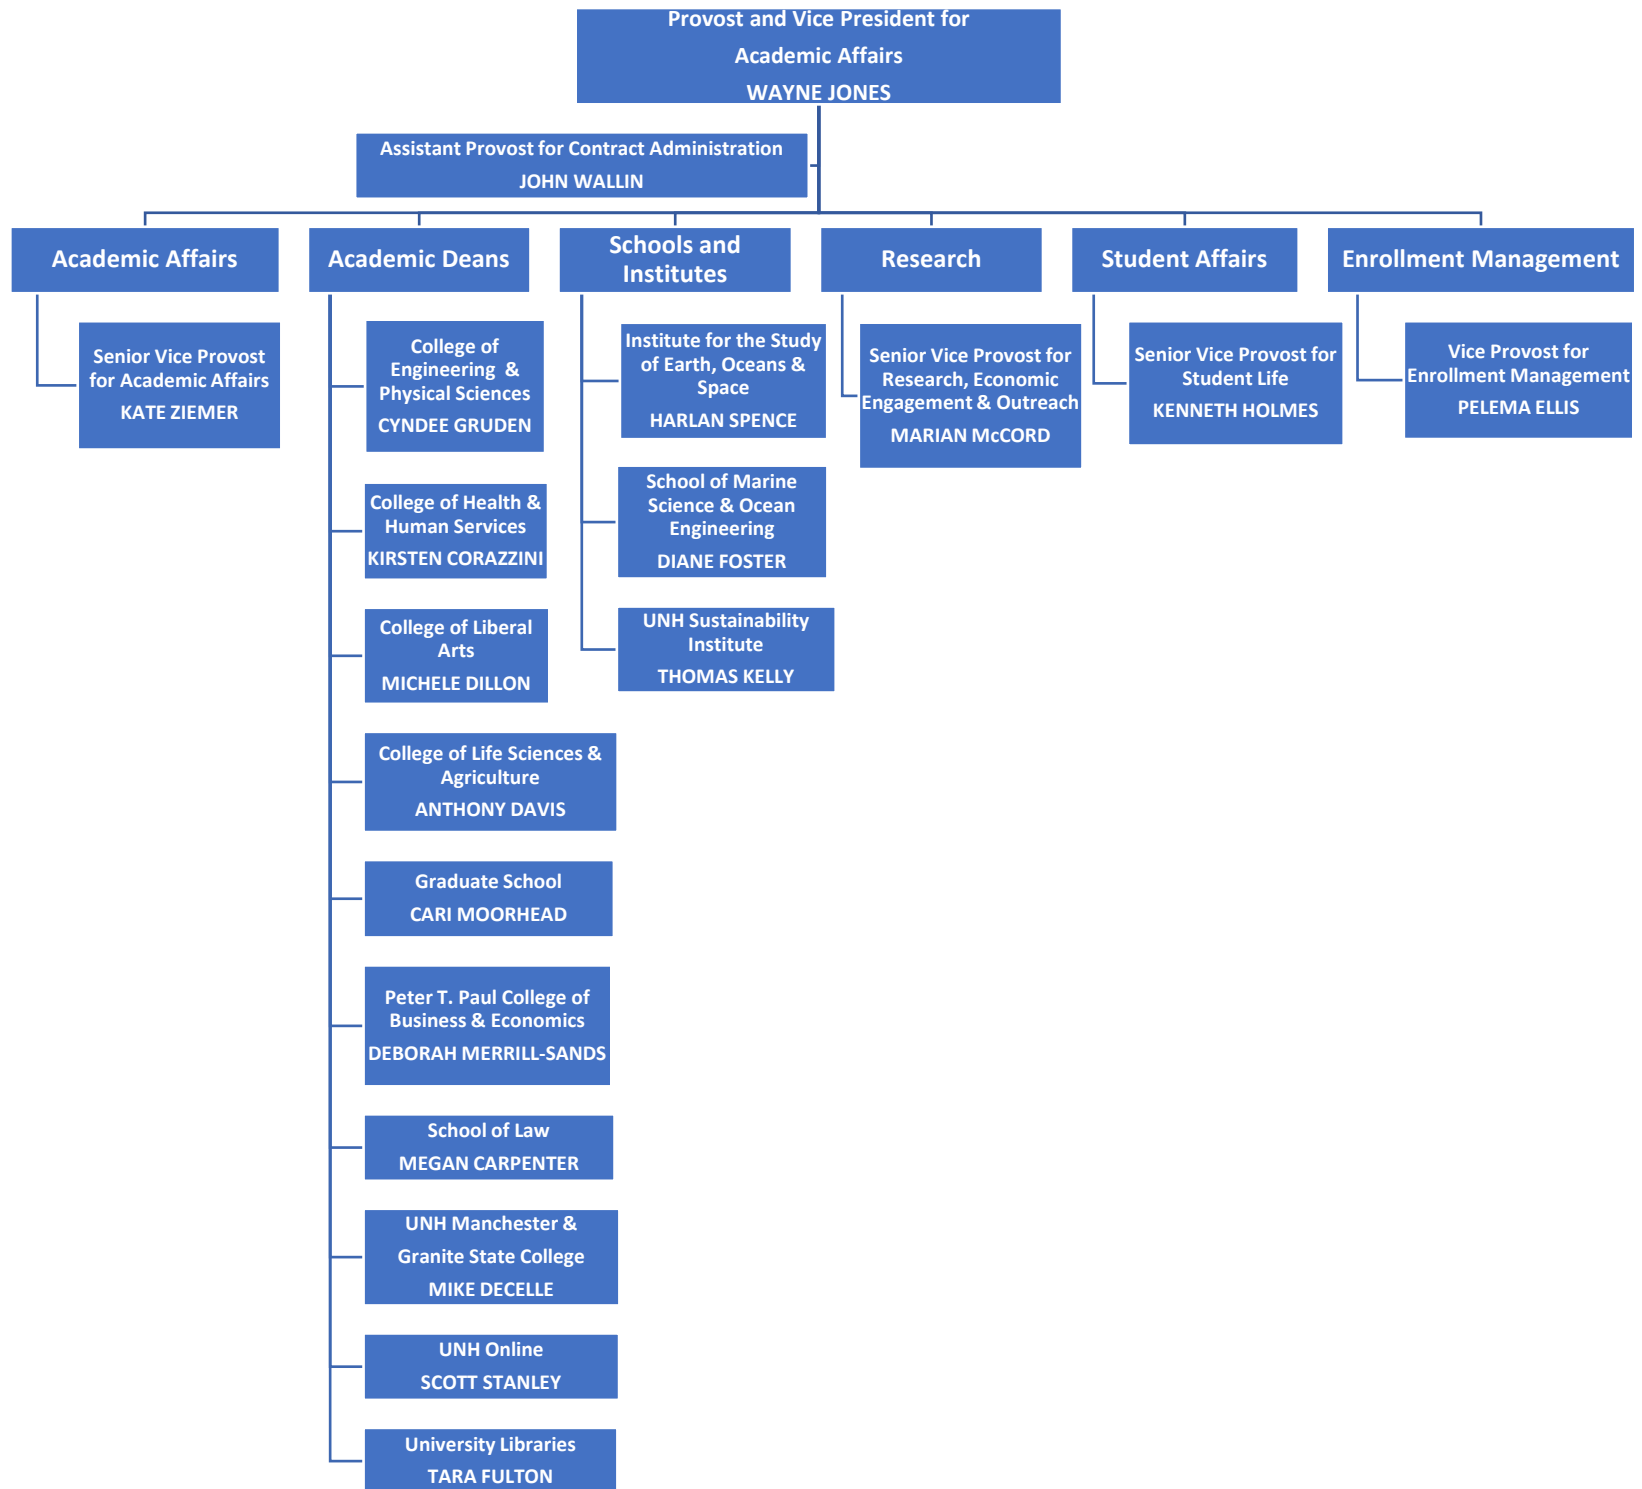 Provost and Vice President for
Academic Affairs
WAYNE JONES
Assistant Provost for Contract Administration
JOHN WALLIN
Academic Affairs
Senior Vice Provost
for Academic Affairs
KATE ZIEMER
Academic Deans
College of
Engineering &
Physical Sciences
CYNDEE GRUDEN
College of Health &
Human Services
KIRSTEN CORAZZINI
College of Liberal
Arts
MICHELE DILLON
College of Life Sciences &
Agriculture
ANTHONY DAVIS
Graduate School
CARI MOORHEAD
Peter T. Paul College of
Business & Economics
DEBORAH MERRILL-SANDS
School of Law
MEGAN CARPENTER
UNH Manchester &
Granite State College
MIKE DECELLE
UNH Online
SCOTT STANLEY
University Libraries
TARA FULTON
Schools and
Institutes
Institute for the Study
of Earth, Oceans &
Space
HARLAN SPENCE
School of Marine
Science & Ocean
Engineering
DIANE FOSTER
UNH Sustainability
Institute
THOMAS KELLY
Research
Senior Vice Provost for
Research, Economic
Engagement & Outreach
MARIAN McCORD
Student Affairs
Senior Vice Provost for
Student Life
KENNETH HOLMES
Enrollment Management
Vice Provost for
Enrollment Management
PELEMA ELLIS